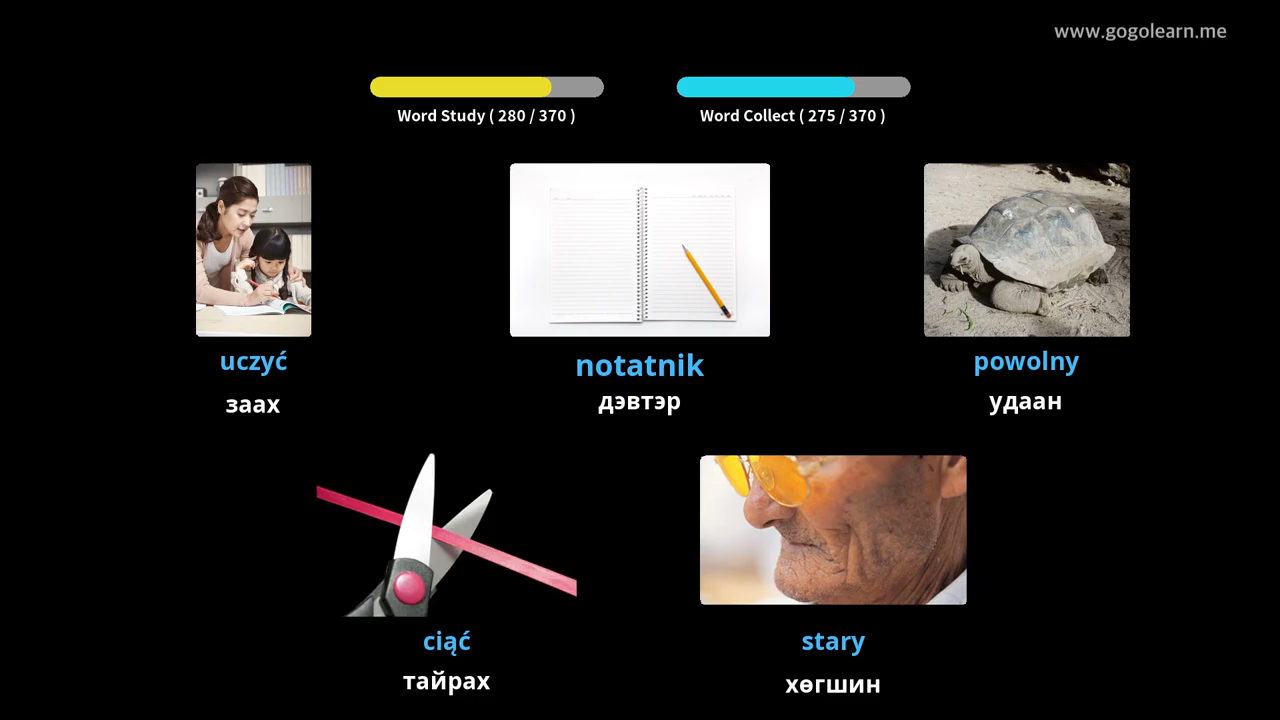 www.gogolearn.me
Word Study ( 280 / 370 )
Word Collect ( 275 / 370 )
uczyć
заах
notatnik
дэвтэр
powolny
удаан
ciąć
тайрах
stary
хөгшин